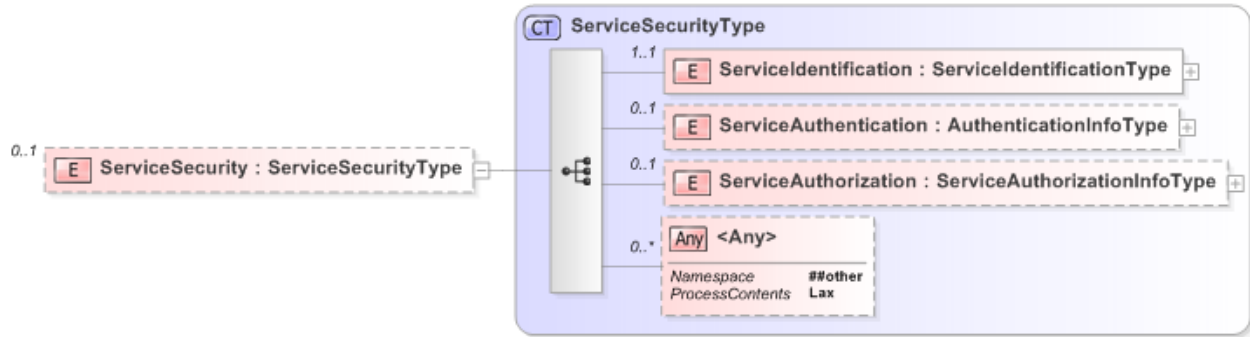 CT ServiceSecurityType
1..1
E ServiceIdentification : ServiceIdentificationType
0..1
E ServiceAuthentication : AuthenticationInfoType
0..1
E ServiceSecurity : ServiceSecurityType
0..1
E ServiceAuthorization : ServiceAuthorizationInfoType
0..*
Any <Any>
Namespace ##other
ProcessContents Lax